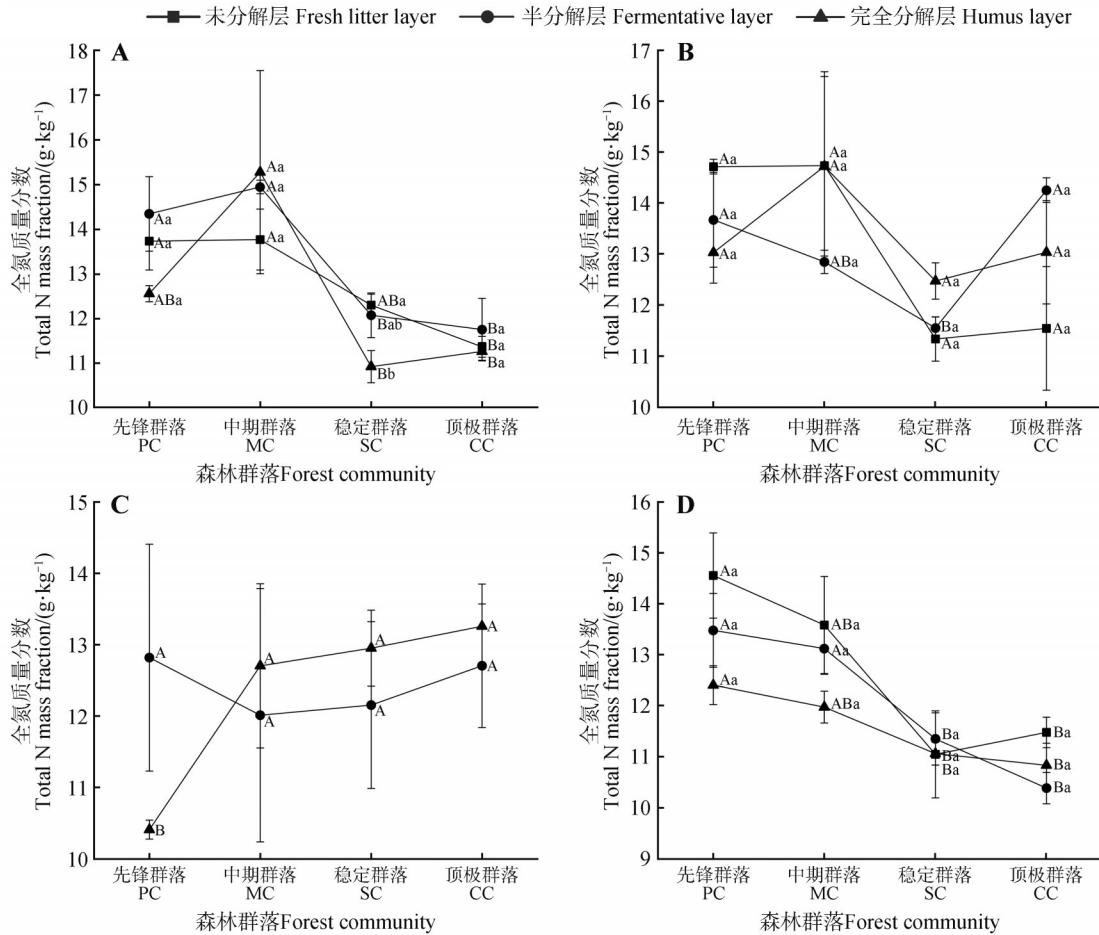 未分解层 Fresh litter layer 半分解层 Fermentative layer 完全分解层 Humus layer
A
全氮质量分数
Total N mass fraction/(g·kg⁻¹)
18
17
16
15
14
13
12
11
10
Aa
Aa
ABa
Aa
Aa
Aa
ABa
Bab
Bb
Ba
Ba
Ba
先锋群落 中期群落 稳定群落 顶极群落
PC MC SC CC
森林群落Forest community
B
全氮质量分数
Total N mass fraction/(g·kg⁻¹)
17
16
15
14
13
12
11
10
Aa
Aa
Aa
Aa
Aa
ABa
Aa
Ba
Aa
Aa
Aa
Aa
先锋群落 中期群落 稳定群落 顶极群落
PC MC SC CC
森林群落Forest community
C
全氮质量分数
Total N mass fraction/(g·kg⁻¹)
15
14
13
12
11
10
A
B
A
A
A
A
A
A
先锋群落 中期群落 稳定群落 顶极群落
PC MC SC CC
森林群落Forest community
D
全氮质量分数
Total N mass fraction/(g·kg⁻¹)
16
15
14
13
12
11
10
9
Aa
Aa
Aa
ABa
Aa
ABa
Ba
Ba
Ba
Ba
Ba
Ba
先锋群落 中期群落 稳定群落 顶极群落
PC MC SC CC
森林群落Forest community